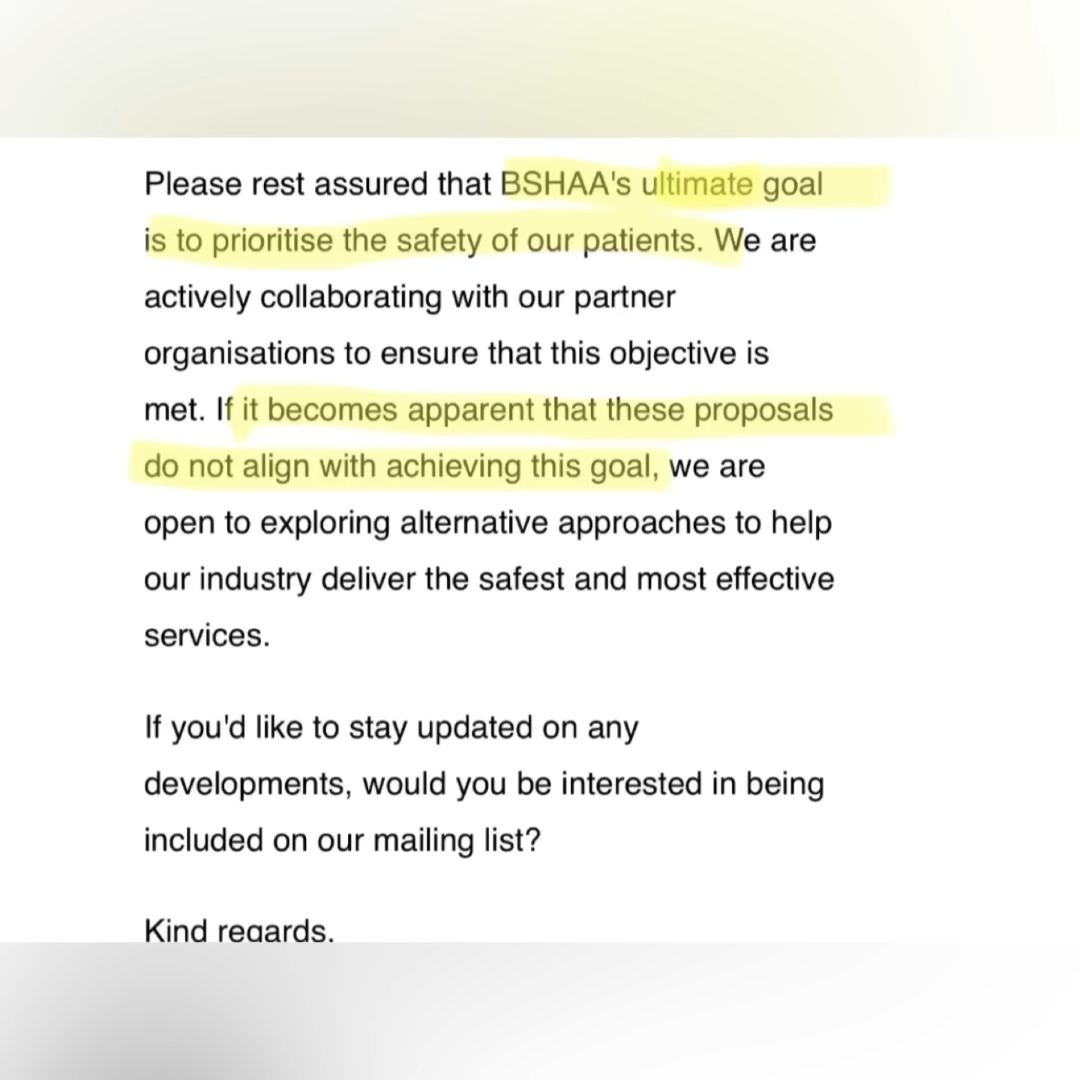 Please rest assured that BSHAA's ultimate goal
is to prioritise the safety of our patients. We are
actively collaborating with our partner
organisations to ensure that this objective is
met. If it becomes apparent that these proposals
do not align with achieving this goal, we are
open to exploring alternative approaches to help
our industry deliver the safest and most effective
services.
If you'd like to stay updated on any
developments, would you be interested in being
included on our mailing list?
Kind regards.